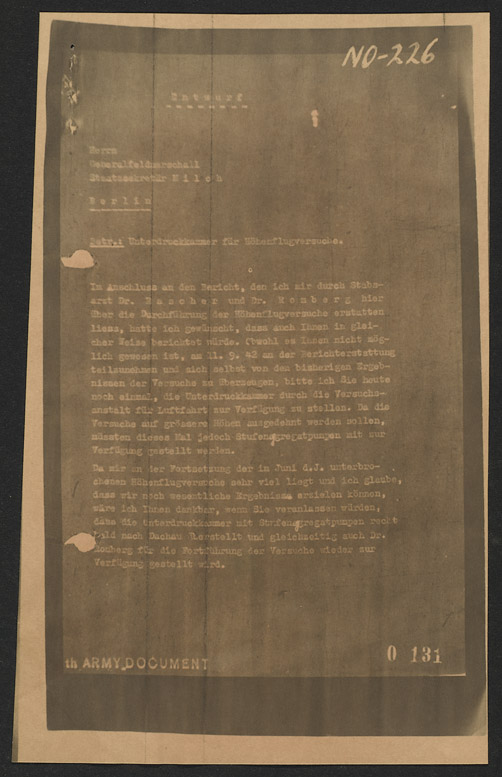 NO-226
Entwurf
Herrn
Generalfeldmarschall
Staatssekretär Milch
Berlin
Betr.: Unterdruckkammer für Höhenflugversuche.
Im Anschluss an den Bericht, den ich mir durch Stabs-
arzt Dr. Rascher und Dr. Romberg hier
über die Durchführung der Höhenflugversuche erstatten
liess, hatte ich gewünscht, dass auch Ihnen in glei-
cher Weise berichtet würde. Obwohl es Ihnen nicht mög-
lich gewesen ist, am 11. 9. 42 an der Berichterstattung
teilzunehmen und sich selbst von den bisherigen Ergeb-
nissen der Versuche zu überzeugen, bitte ich Sie heute
noch einmal, die Unterdruckkammer durch die Versuchs-
anstalt für Luftfahrt zur Verfügung zu stellen. Da die
Versuche auf grössere Höhen ausgedehnt werden sollen,
müssten dieses Mal jedoch Stufenaggregatpumpen mit zur
Verfügung gestellt werden.
Da mir an der Fortsetzung der im Juni d.J. unterbro-
chenen Höhenflugversuche sehr viel liegt und ich glaube,
dass wir noch wesentliche Ergebnisse erzielen können,
wäre ich Ihnen dankbar, wenn Sie veranlassen würden,
dass die Unterdruckkammer mit Stufenaggregatpumpen recht
bald nach Dachau überstellt und gleichzeitig auch Dr.
Romberg für die Fortführung der Versuche wieder zur
Verfügung gestellt wird.
th ARMY DOCUMENT
0 131